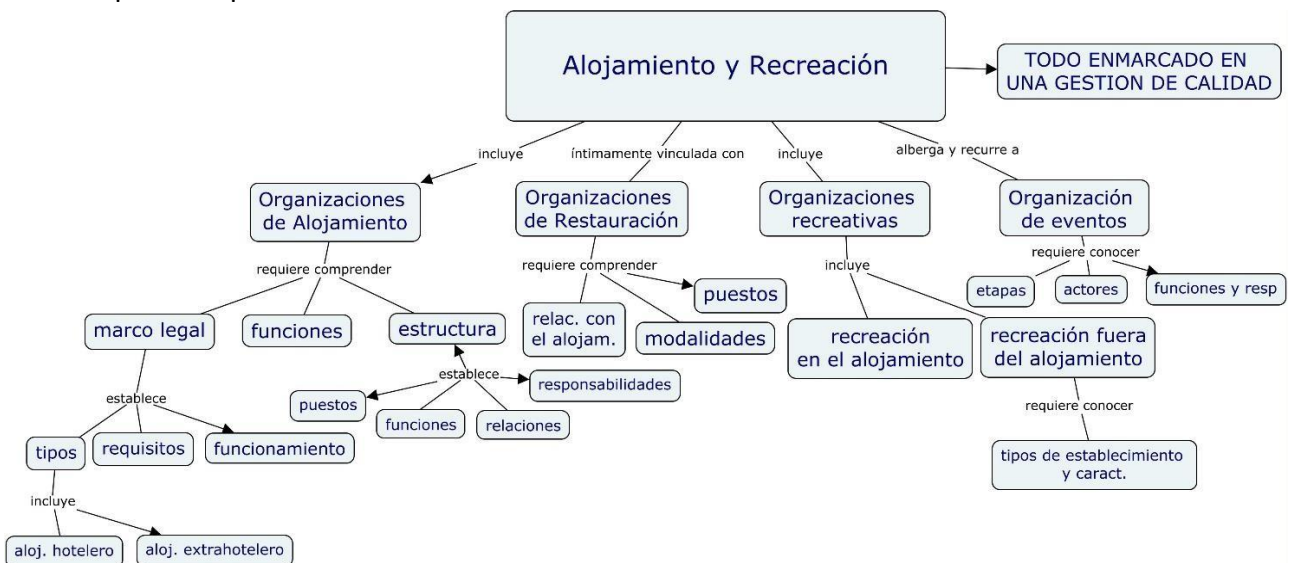 Alojamiento y Recreación
TODO ENMARCADO EN
UNA GESTION DE CALIDAD
incluye
íntimamente vinculada con
incluye
alberga y recurre a
Organizaciones
de Alojamiento
Organizaciones
de Restauración
Organizaciones
recreativas
Organización
de eventos
requiere comprender
requiere comprender
incluye
requiere conocer
marco legal
funciones
estructura
relac. con
el alojam.
puestos
modalidades
recreación
en el alojamiento
recreación fuera
del alojamiento
etapas
actores
funciones y resp
establece
establece
requiere conocer
tipos
requisitos
funcionamiento
puestos
funciones
relaciones
responsabilidades
tipos de establecimiento
y caract.
incluye
aloj. hotelero
aloj. extrahotelero